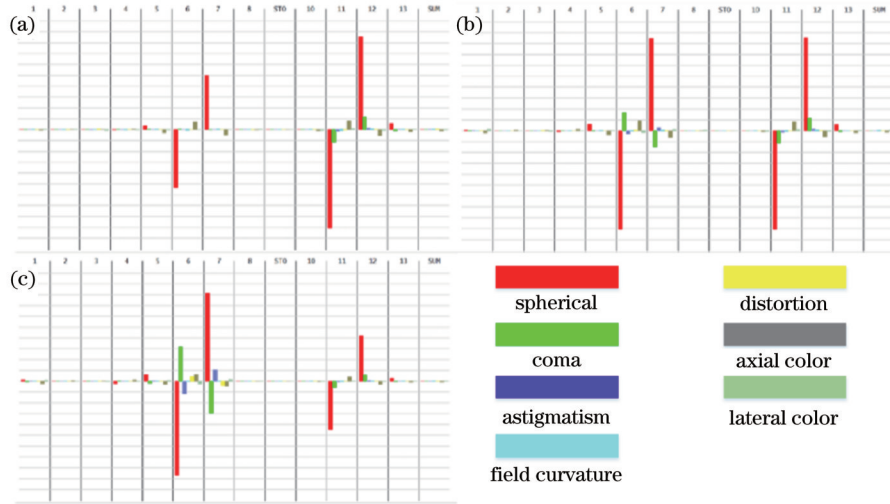 1 2 3 4 5 6 7 8 STO 10 11 12 13 SUM
(a)
1 2 3 4 5 6 7 8 STO 10 11 12 13 SUM
(b)
1 2 3 4 5 6 7 8 STO 10 11 12 13 SUM
(c)
spherical
distortion
coma
axial color
astigmatism
lateral color
field curvature